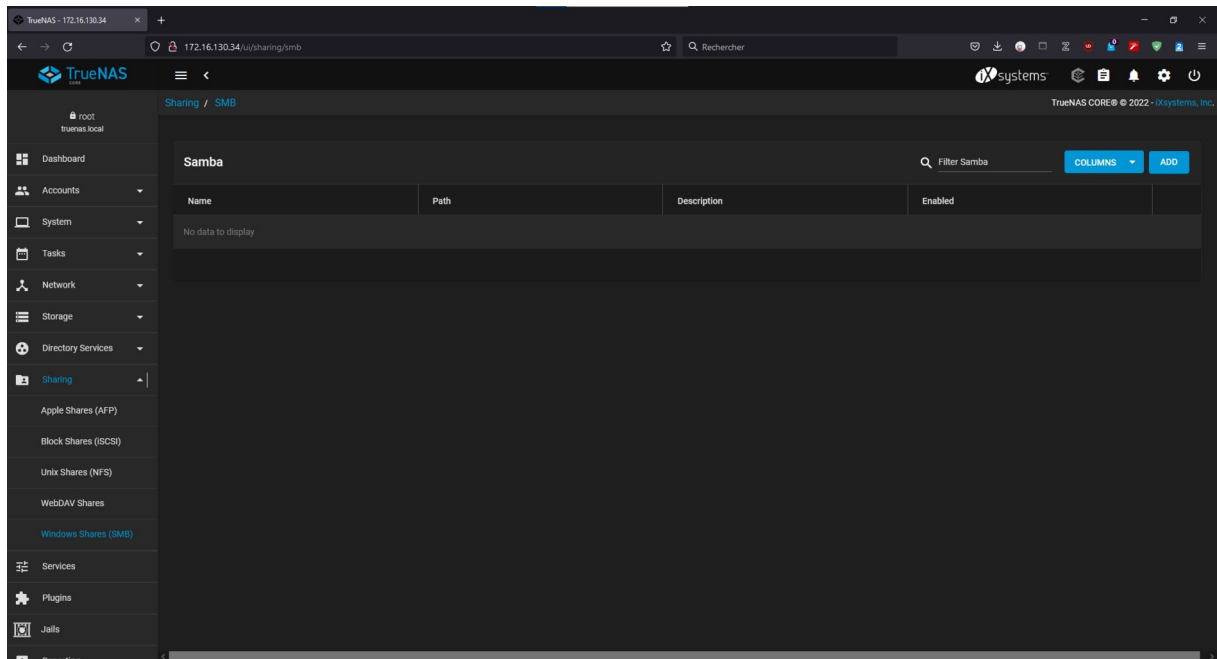 TrueNAS - 172.16.130.34
172.16.130.34/ui/sharing/smb
Rechercher
TrueNAS
CORE
iXsystems
root
truenas.local
Sharing / SMB
TrueNAS CORE® © 2022 - iXsystems, Inc.
Dashboard
Accounts
System
Tasks
Network
Storage
Directory Services
Sharing
Apple Shares (AFP)
Block Shares (iSCSI)
Unix Shares (NFS)
WebDAV Shares
Windows Shares (SMB)
Services
Plugins
Jails
Samba
Filter Samba
COLUMNS
ADD
Name Path Description Enabled
No data to display